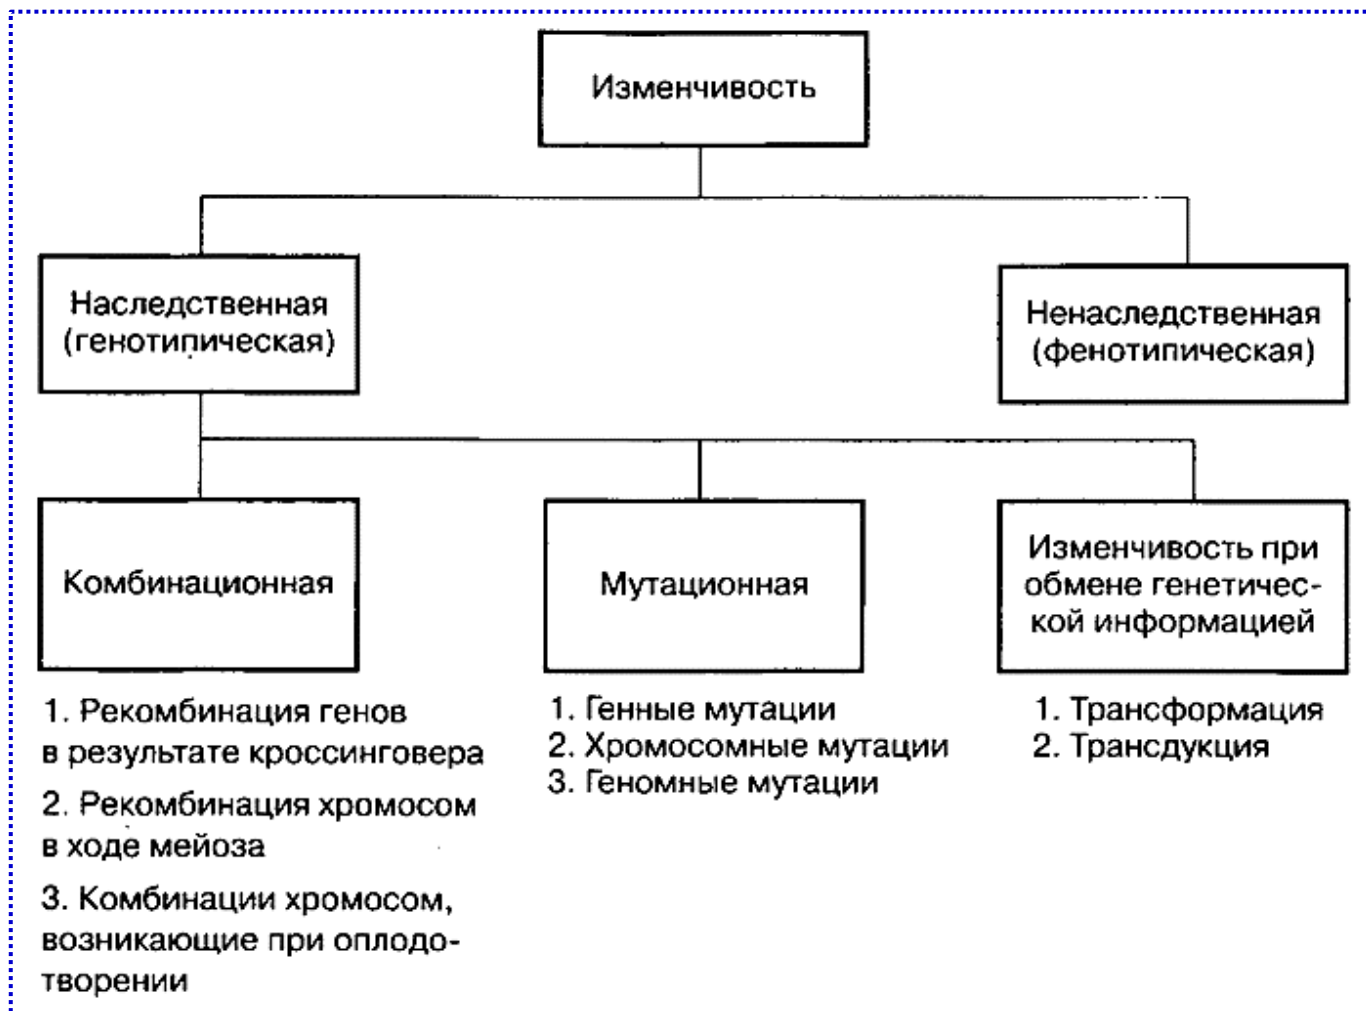 Изменчивость
Наследственная
(генотипическая)
Ненаследственная
(фенотипическая)
Комбинационная
Мутационная
Изменчивость при
обмене генетичес-
кой информацией
1. Рекомбинация генов
в результате кроссинговера
2. Рекомбинация хромосом
в ходе мейоза
3. Комбинации хромосом,
возникающие при оплодо-
творении
1. Генные мутации
2. Хромосомные мутации
3. Геномные мутации
1. Трансформация
2. Трансдукция